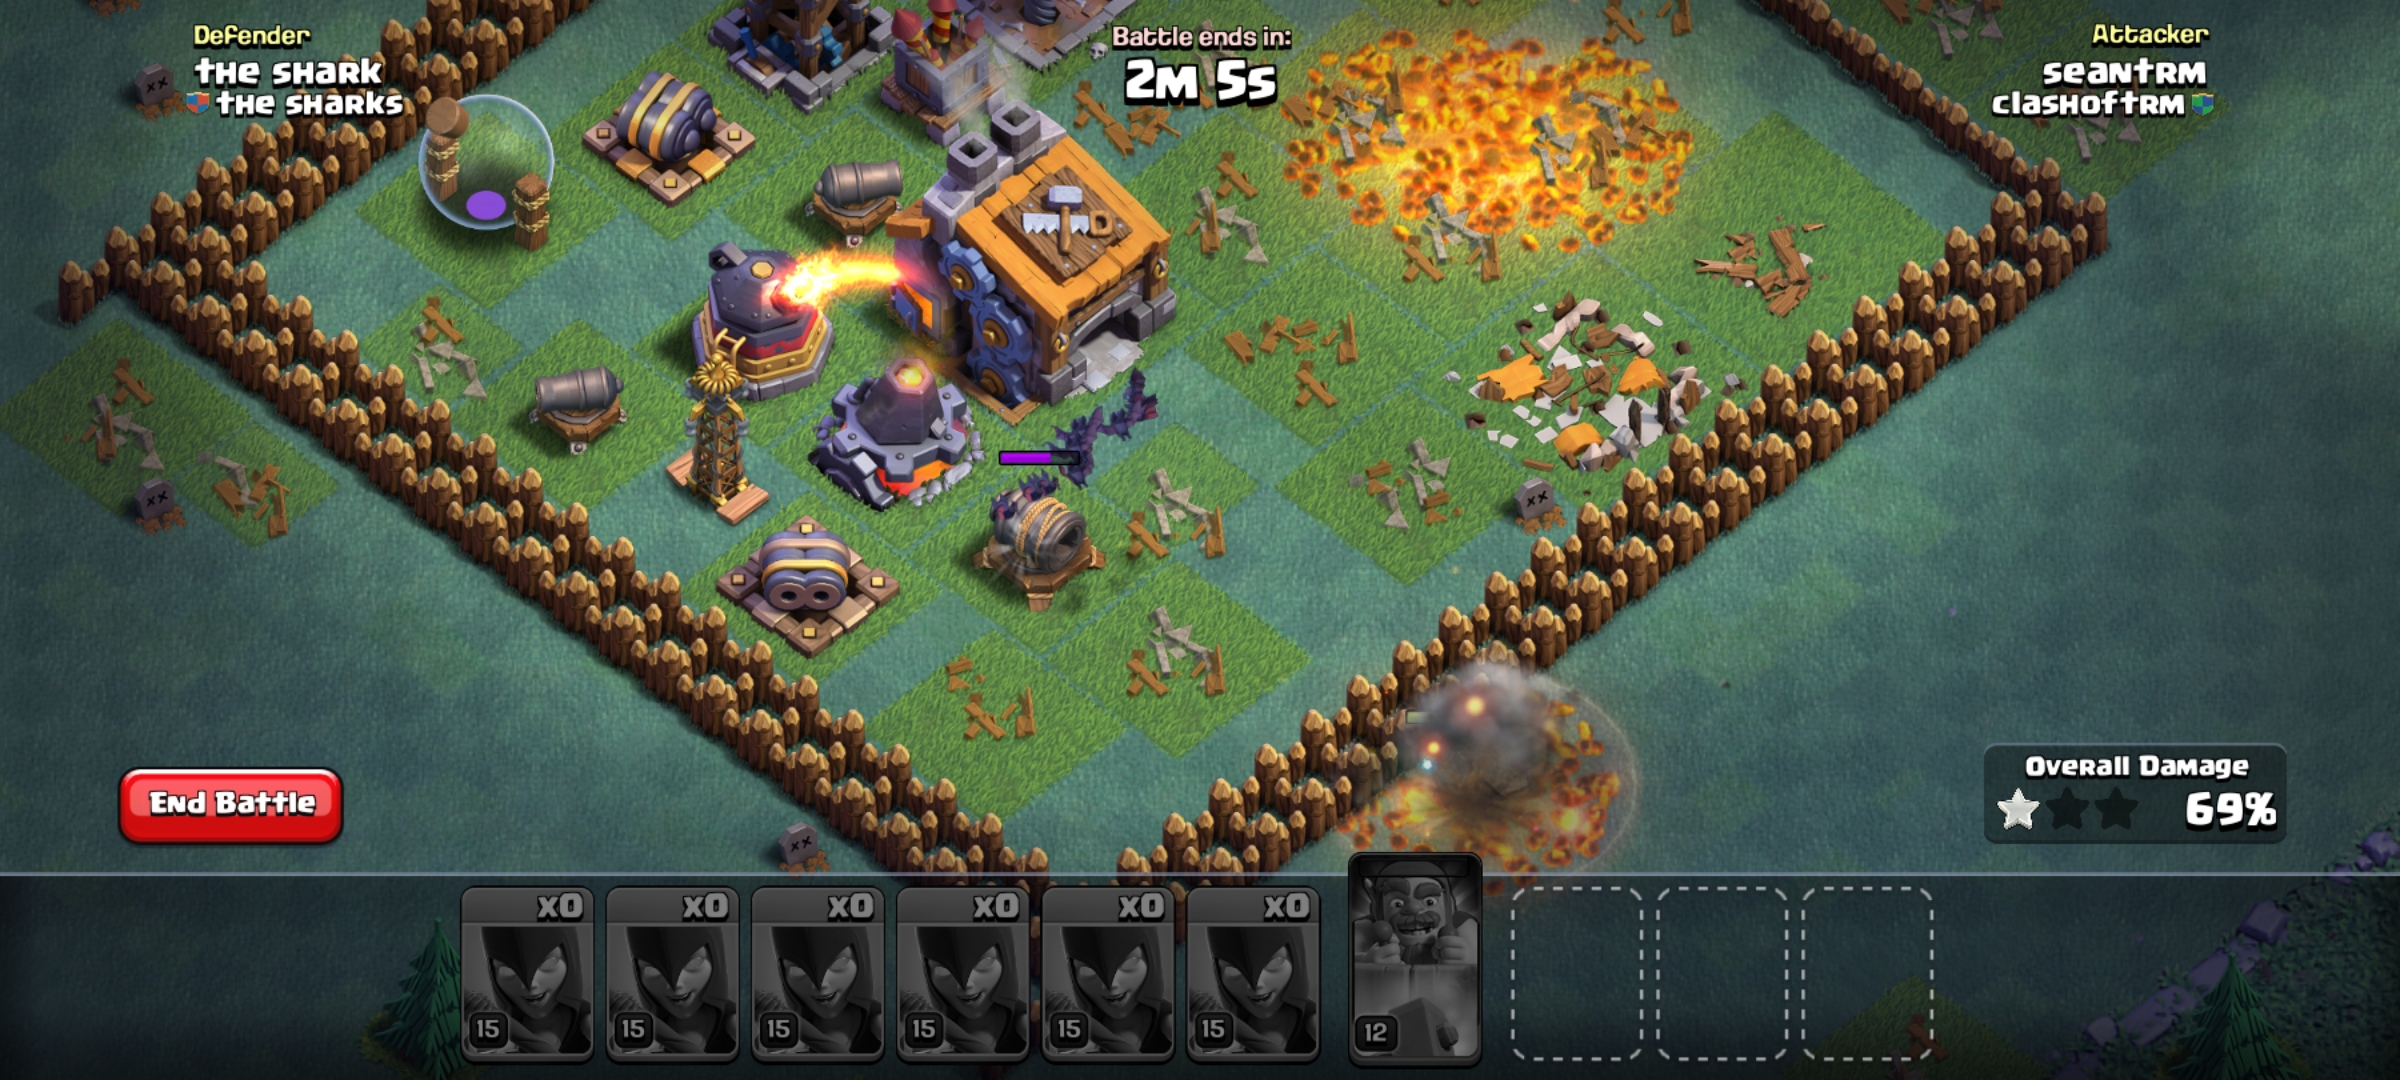 Defender
THE SHARK
THE SHARKS
Battle ends in:
2M 5s
Attacker
SEANTRM
CLASHOFTRM
End Battle
Overall Damage
69%
x0
x0
x0
x0
x0
x0
15
15
15
15
15
15
12